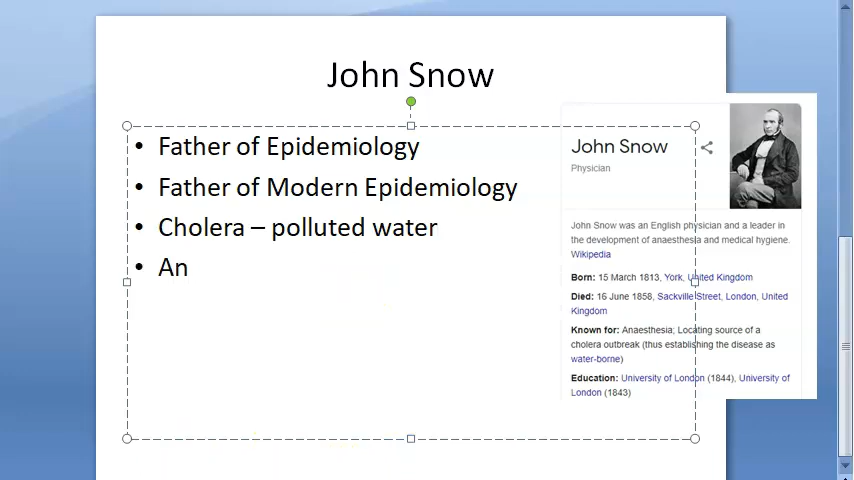 John Snow
• Father of Epidemiology
• Father of Modern Epidemiology
• Cholera – polluted water
• An
John Snow
Physician
John Snow was an English physician and a leader in
the development of anaesthesia and medical hygiene.
Wikipedia
Born: 15 March 1813, York, United Kingdom
Died: 16 June 1858, Sackville Street, London, United
Kingdom
Known for: Anaesthesia; Locating source of a
cholera outbreak (thus establishing the disease as
water-borne)
Education: University of London (1844), University of
London (1843)